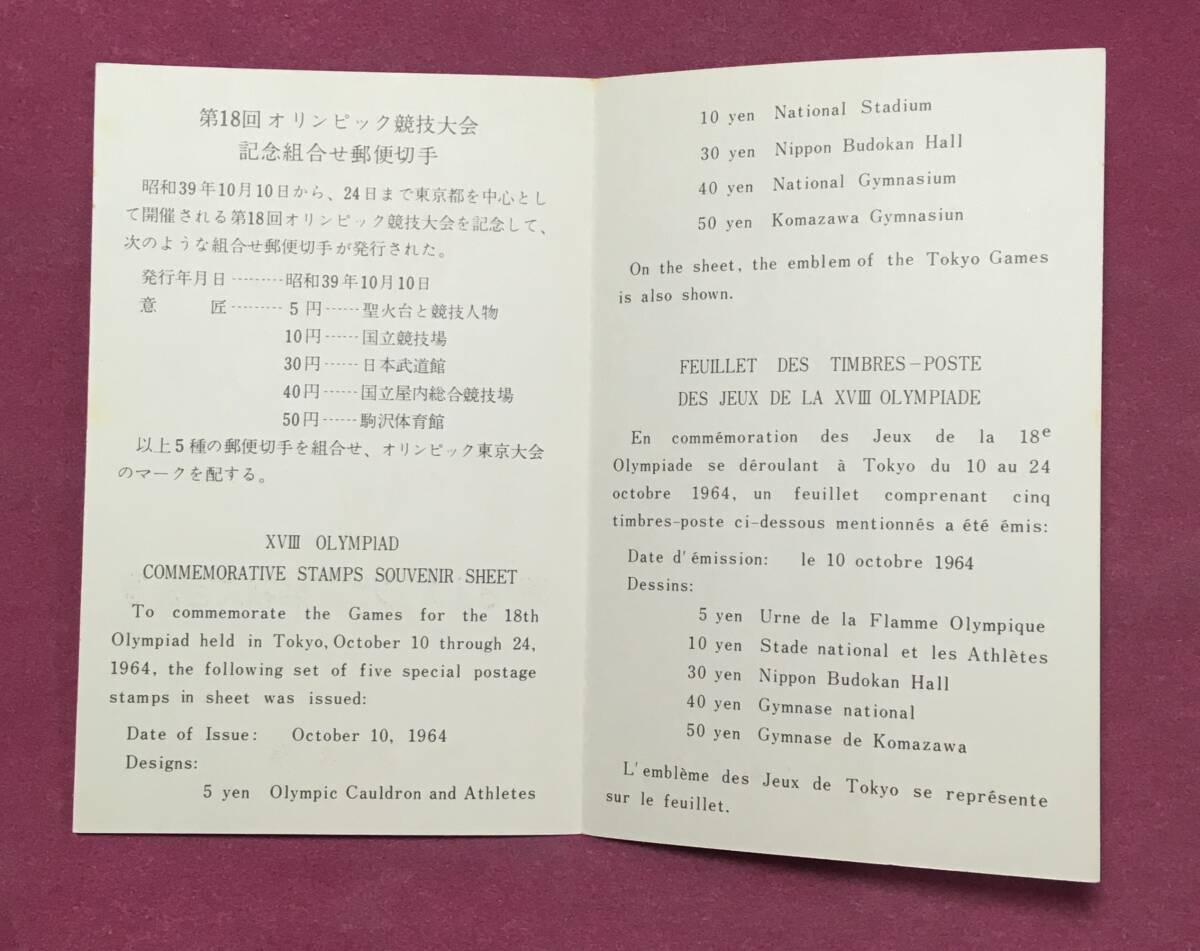 第18回オリンピック競技大会
記念組合せ郵便切手
昭和39年10月10日から、24日まで東京都を中心とし
て開催される第18回オリンピック競技大会を記念して、
次のような組合せ郵便切手が発行された。
発行年月日---------昭和39年10月10日
意　　　匠---------5円------聖火台と競技人物
10円------国立競技場
30円------日本武道館
40円------国立屋内総合競技場
50円------駒沢体育館
以上5種の郵便切手を組合せ、オリンピック東京大会
のマークを配する。
XVIII OLYMPIAD
COMMEMORATIVE STAMPS SOUVENIR SHEET
To commemorate the Games for the 18th
Olympiad held in Tokyo, October 10 through 24,
1964, the following set of five special postage
stamps in sheet was issued:
Date of Issue: October 10, 1964
Designs:
5 yen Olympic Cauldron and Athletes
10 yen National Stadium
30 yen Nippon Budokan Hall
40 yen National Gymnasium
50 yen Komazawa Gymnasiun
On the sheet, the emblem of the Tokyo Games
is also shown.
FEUILLET DES TIMBRES-POSTE
DES JEUX DE LA XVIII OLYMPIADE
En commémoration des Jeux de la 18e
Olympiade se déroulant à Tokyo du 10 au 24
octobre 1964, un feuillet comprenant cinq
timbres-poste ci-dessous mentionnés a été émis:
Date d'émission: le 10 octobre 1964
Dessins:
5 yen Urne de la Flamme Olympique
10 yen Stade national et les Athlètes
30 yen Nippon Budokan Hall
40 yen Gymnase national
50 yen Gymnase de Komazawa
L'emblème des Jeux de Tokyo se représente
sur le feuillet.